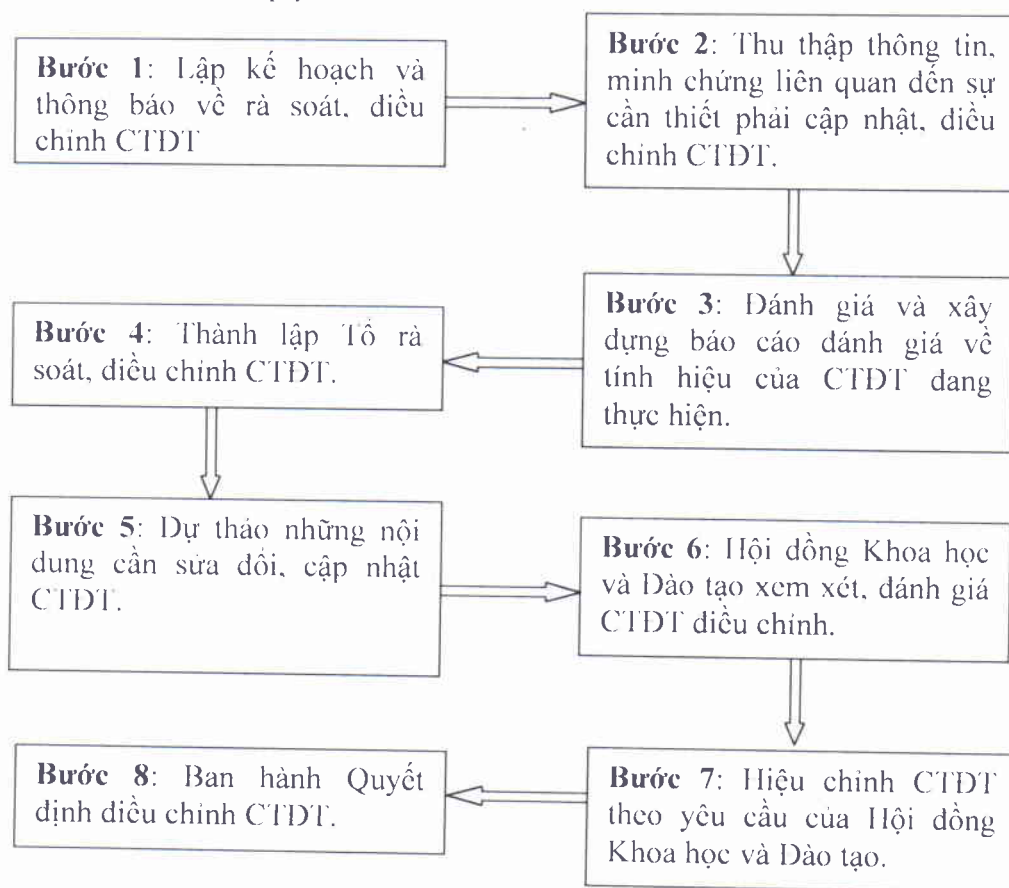 Bước 1: Lập kế hoạch và
thông báo về rà soát, điều
chỉnh CTĐT
Bước 2: Thu thập thông tin,
minh chứng liên quan đến sự
cần thiết phải cập nhật, điều
chỉnh CTĐT.
Bước 3: Đánh giá và xây
dựng báo cáo đánh giá về
tính hiệu của CTĐT đang
thực hiện.
Bước 4: Thành lập Tổ rà
soát, điều chỉnh CTĐT.
Bước 5: Dự thảo những nội
dung cần sửa đổi, cập nhật
CTĐT.
Bước 6: Hội đồng Khoa học
và Đào tạo xem xét, đánh giá
CTĐT điều chỉnh.
Bước 7: Hiệu chỉnh CTĐT
theo yêu cầu của Hội đồng
Khoa học và Đào tạo.
Bước 8: Ban hành Quyết
định điều chỉnh CTĐT.